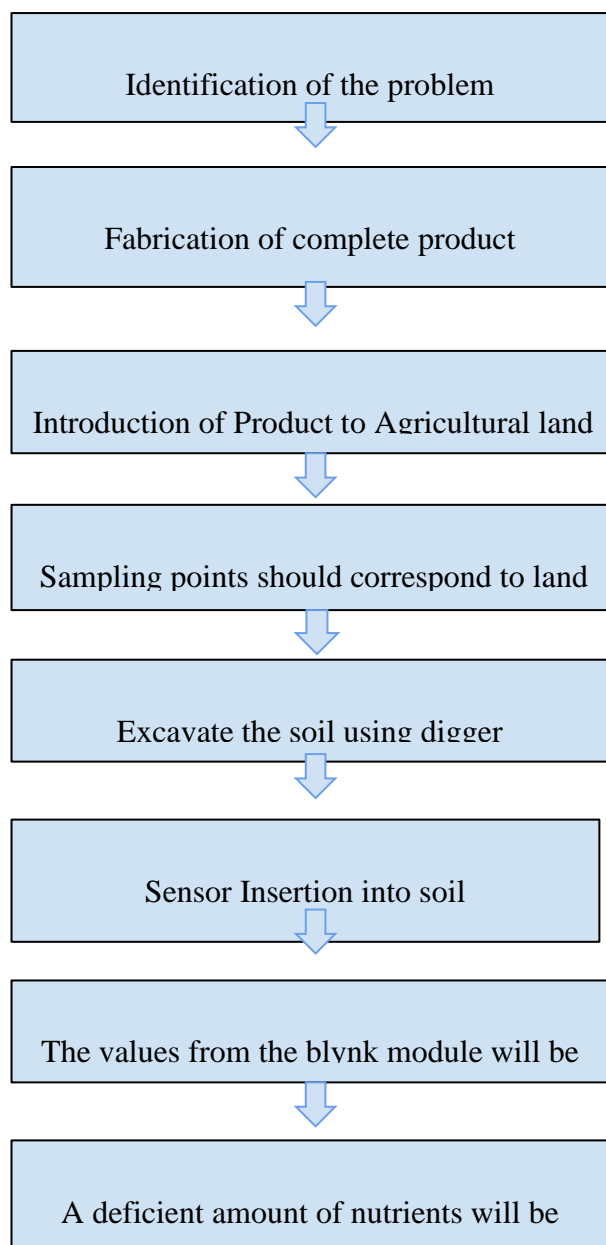 Identification of the problem
Fabrication of complete product
Introduction of Product to Agricultural land
Sampling points should correspond to land
Excavate the soil using digger
Sensor Insertion into soil
The values from the blynk module will be
A deficient amount of nutrients will be